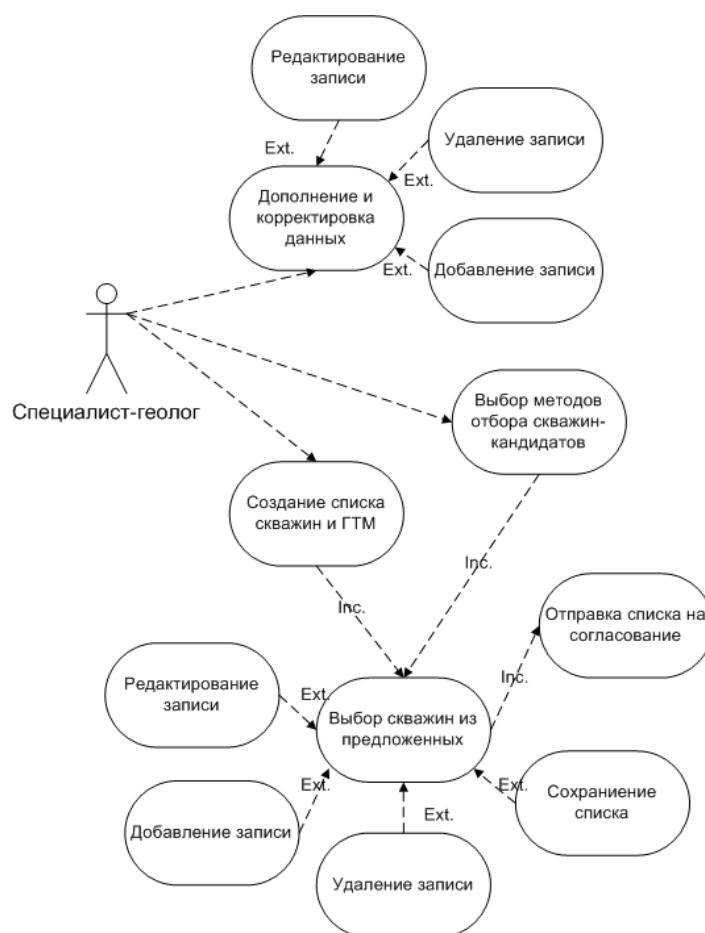 Редактирование
записи
Ext.
Удаление записи
Ext.
Дополнение и
корректировка
данных
Ext.
Добавление записи
Специалист-геолог
Выбор методов
отбора скважин-
кандидатов
Создание списка
скважин и ГТМ
Inc.
Inc.
Отправка списка на
согласование
Inc.
Редактирование
записи
Ext.
Выбор скважин из
предложенных
Ext.
Ext.
Сохраниение
списка
Добавление записи
Ext.
Удаление записи